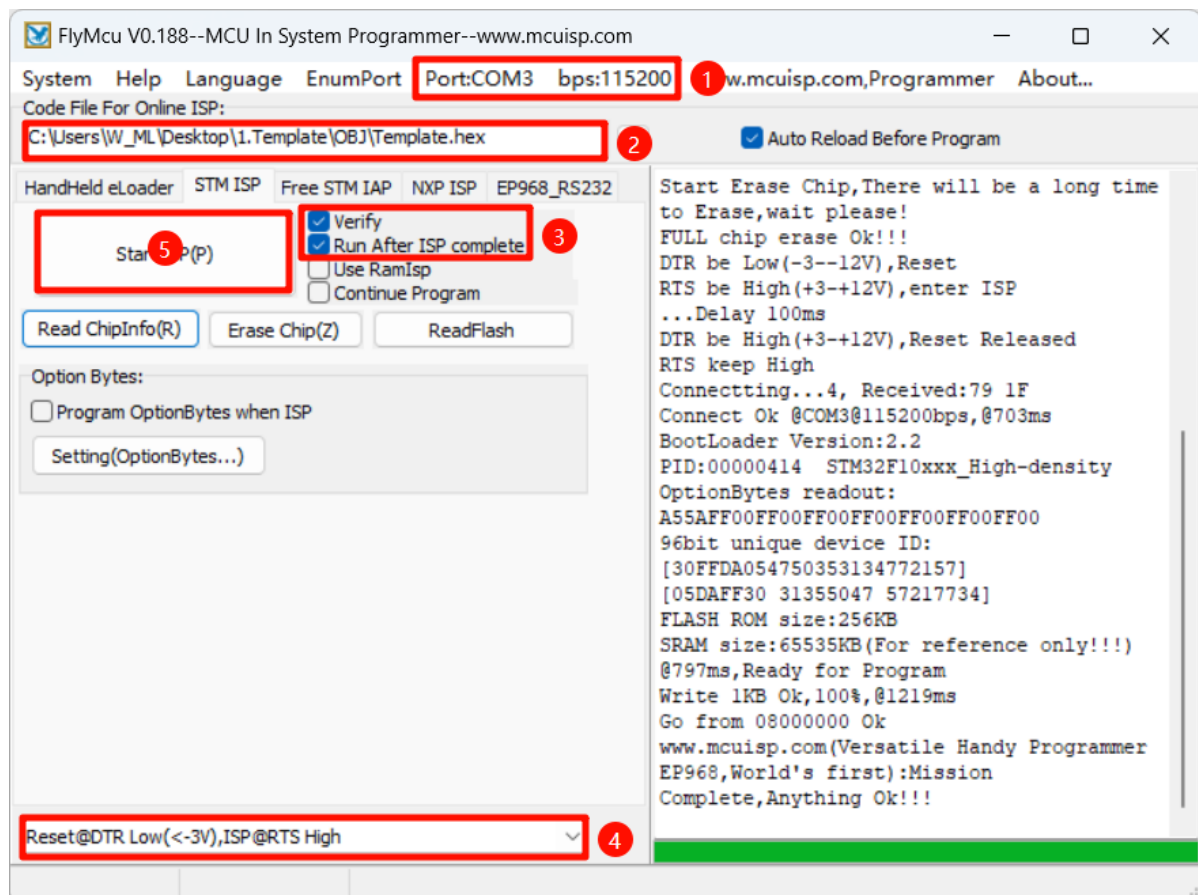 FlyMcu V0.188--MCU In System Programmer--www.mcuisp.com
System Help Language EnumPort Port:COM3 bps:115200 1 w.mcuisp.com,Programmer About...
Code File For Online ISP:
C:\Users\W_ML\Desktop\1.Template\OBJ\Template.hex 2 Auto Reload Before Program
HandHeld eLoader STM ISP Free STM IAP NXP ISP EP968_RS232
Verify
Run After ISP complete 3
Star 5 P(P)
Use RamIsp
Continue Program
Read ChipInfo(R) Erase Chip(Z) ReadFlash
Option Bytes:
Program OptionBytes when ISP
Setting(OptionBytes...)
Reset@DTR Low(<-3V),ISP@RTS High 4
Start Erase Chip,There will be a long time
to Erase,wait please!
FULL chip erase Ok!!!
DTR be Low(-3--12V),Reset
RTS be High(+3-+12V),enter ISP
...Delay 100ms
DTR be High(+3-+12V),Reset Released
RTS keep High
Connectting...4, Received:79 1F
Connect Ok @COM3@115200bps,@703ms
BootLoader Version:2.2
PID:00000414 STM32F10xxx_High-density
OptionBytes readout:
A55AFF00FF00FF00FF00FF00FF00FF00
96bit unique device ID:
[30FFDA054750353134772157]
[05DAFF30 31355047 57217734]
FLASH ROM size:256KB
SRAM size:65535KB(For reference only!!!)
@797ms,Ready for Program
Write 1KB Ok,100%,@1219ms
Go from 08000000 Ok
www.mcuisp.com(Versatile Handy Programmer
EP968,World's first):Mission
Complete,Anything Ok!!!